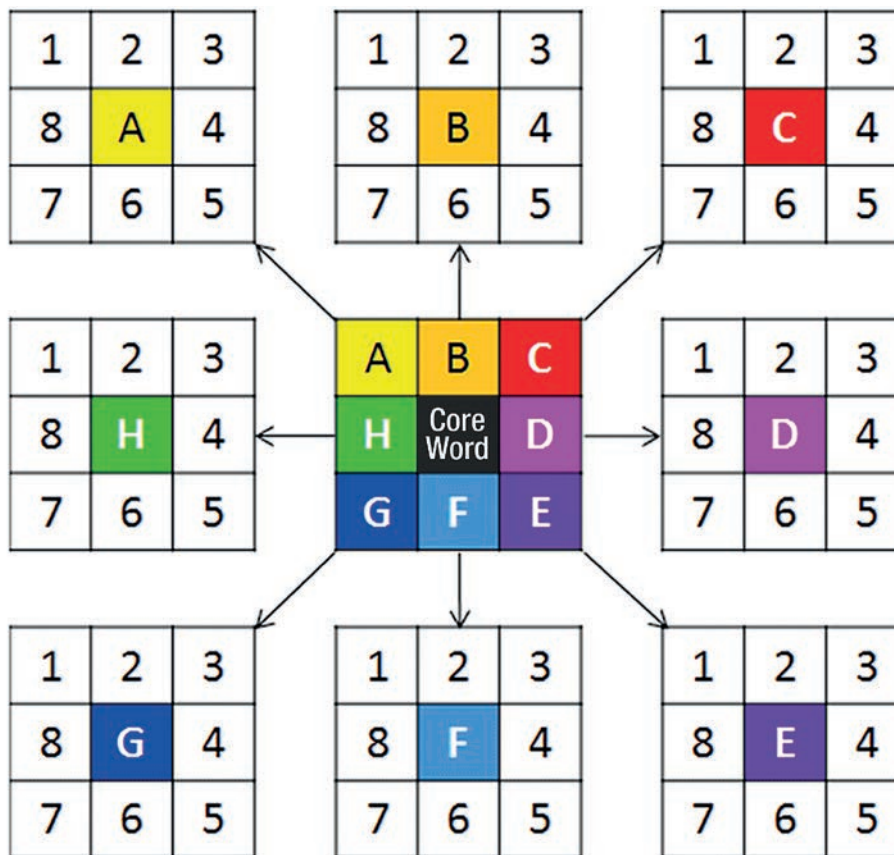 1 2 3 1 2 3 1 2 3
8 A 4 8 B 4 8 C 4
7 6 5 7 6 5 7 6 5
1 2 3 A B C 1 2 3
8 H 4 H Core Word D 8 D 4
7 6 5 G F E 7 6 5
1 2 3 1 2 3 1 2 3
8 G 4 8 F 4 8 E 4
7 6 5 7 6 5 7 6 5